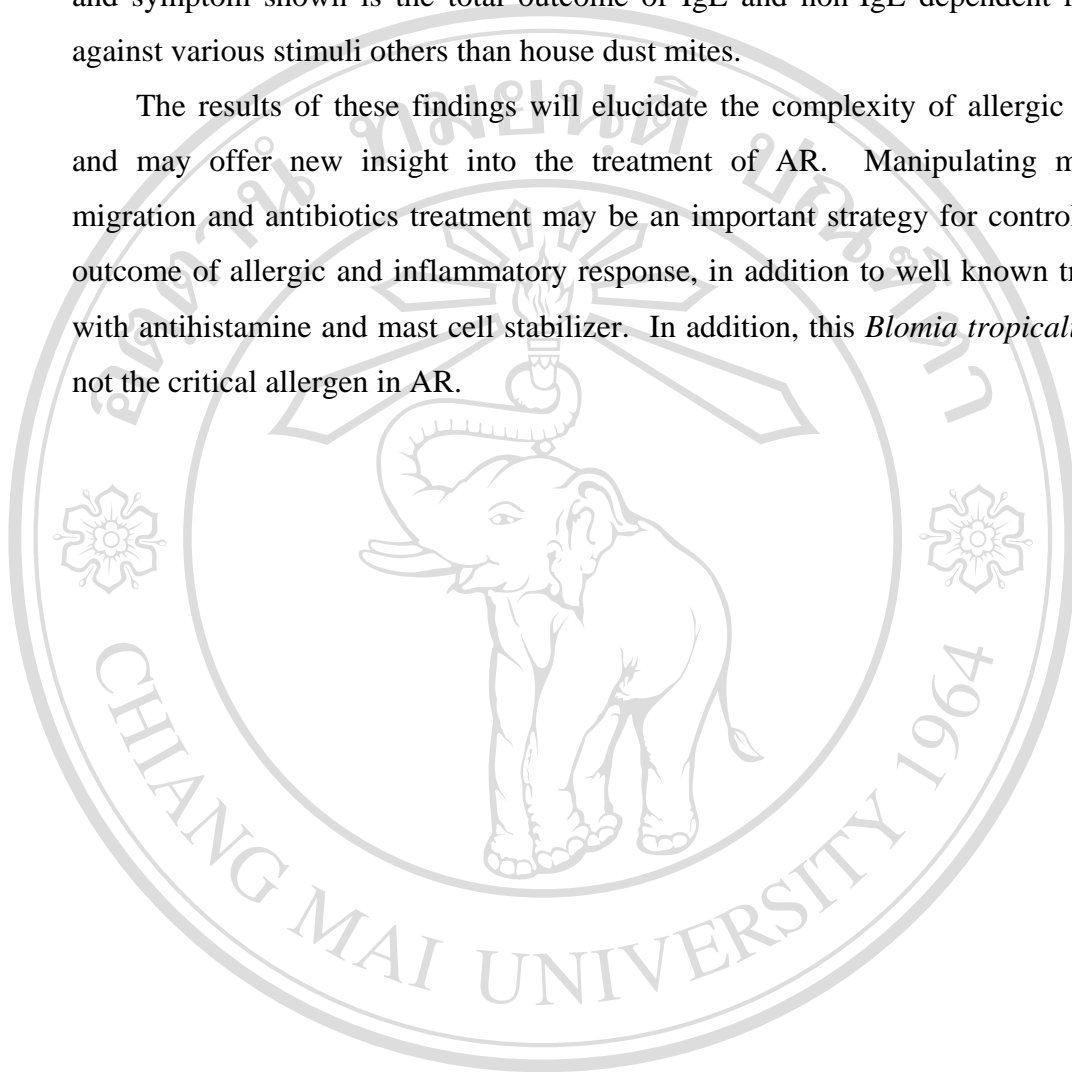 and symptom shown is the total outcome of IgE and non-IgE dependent
against various stimuli others than house dust mites.
The results of these findings will elucidate the complexity of allergic
and may offer new insight into the treatment of AR. Manipulating
migration and antibiotics treatment may be an important strategy for
outcome of allergic and inflammatory response, in addition to well known
with antihistamine and mast cell stabilizer. In addition, this Blomia
not the critical allergen in AR.
CHIANG MAI UNIVERSITY 1964